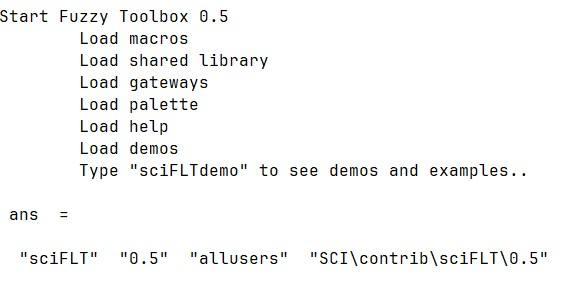 Start Fuzzy Toolbox 0.5
Load macros
Load shared library
Load gateways
Load palette
Load help
Load demos
Type "sciFLTdemo" to see demos and examples..
ans  =
"sciFLT"  "0.5"  "allusers"  "SCI\contrib\sciFLT\0.5"